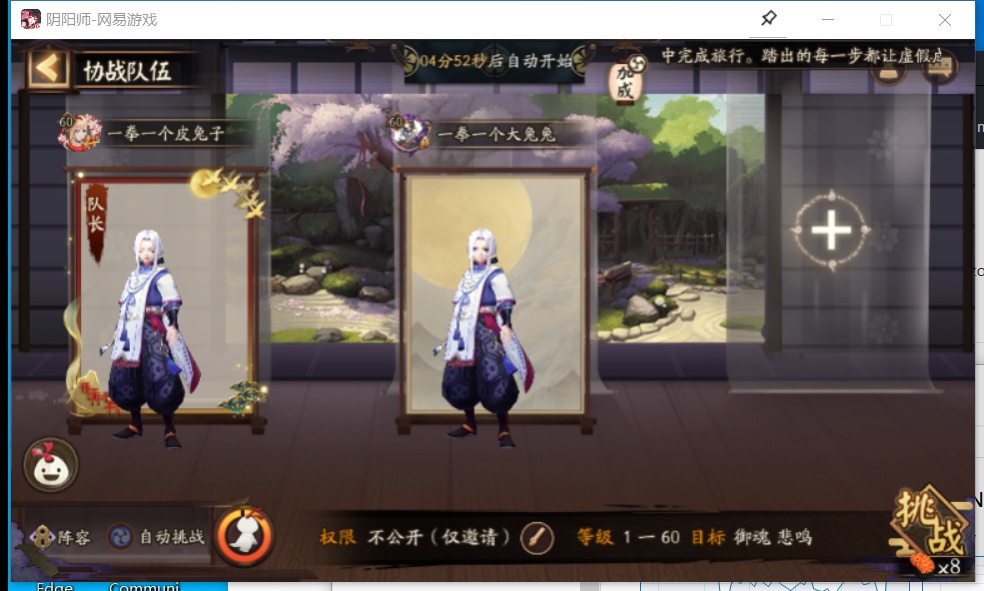 阴阳师-网易游戏
协战队伍
04分52秒后自动开始
加成
中完成旅行。踏出的每一步都让虚假
60
一拳一个皮兔子
60
一拳一个大兔兔
队长
阵容
自动挑战
权限 不公开（仅邀请）
等级 1 一 60 目标 御魂 悲鸣
挑战
x8
Edge
Communi